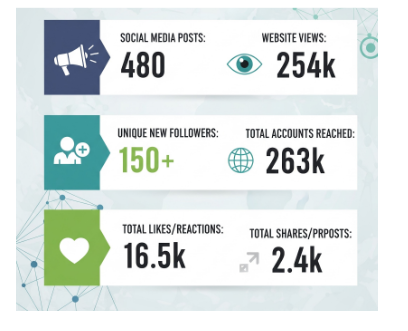 SOCIAL MEDIA POSTS:
480
WEBSITE VIEWS:
254k
UNIQUE NEW FOLLOWERS:
150+
TOTAL ACCOUNTS REACHED:
263k
TOTAL LIKES/REACTIONS:
16.5k
TOTAL SHARES/PRPOSTS:
2.4k